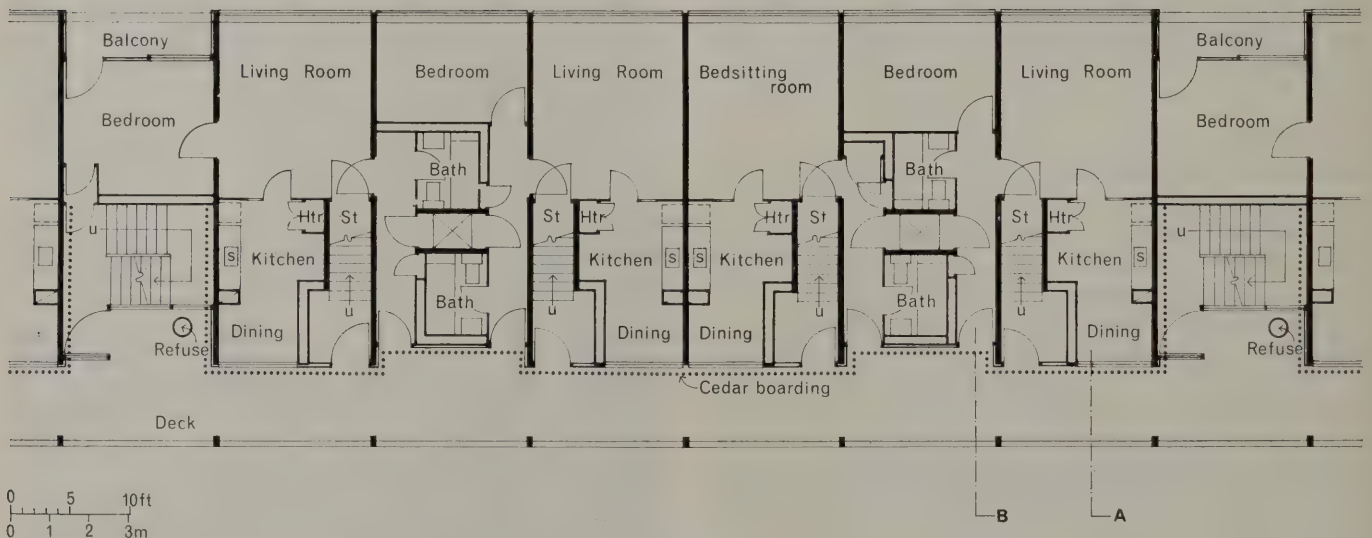 Balcony
Living Room
Bedroom
Living Room
Bedsitting
room
Bedroom
Living Room
Balcony
Bedroom
Bedroom
Bath
Bath
Htr
St
St
Htr
Htr
St
St
Htr
u
s
Kitchen
Kitchen
s
s
Kitchen
Kitchen
s
u
u
u
u
u
Bath
Bath
Dining
Dining
Dining
Dining
Refuse
Refuse
Cedar boarding
Deck
0 5 10ft
0 1 2 3m
B
A